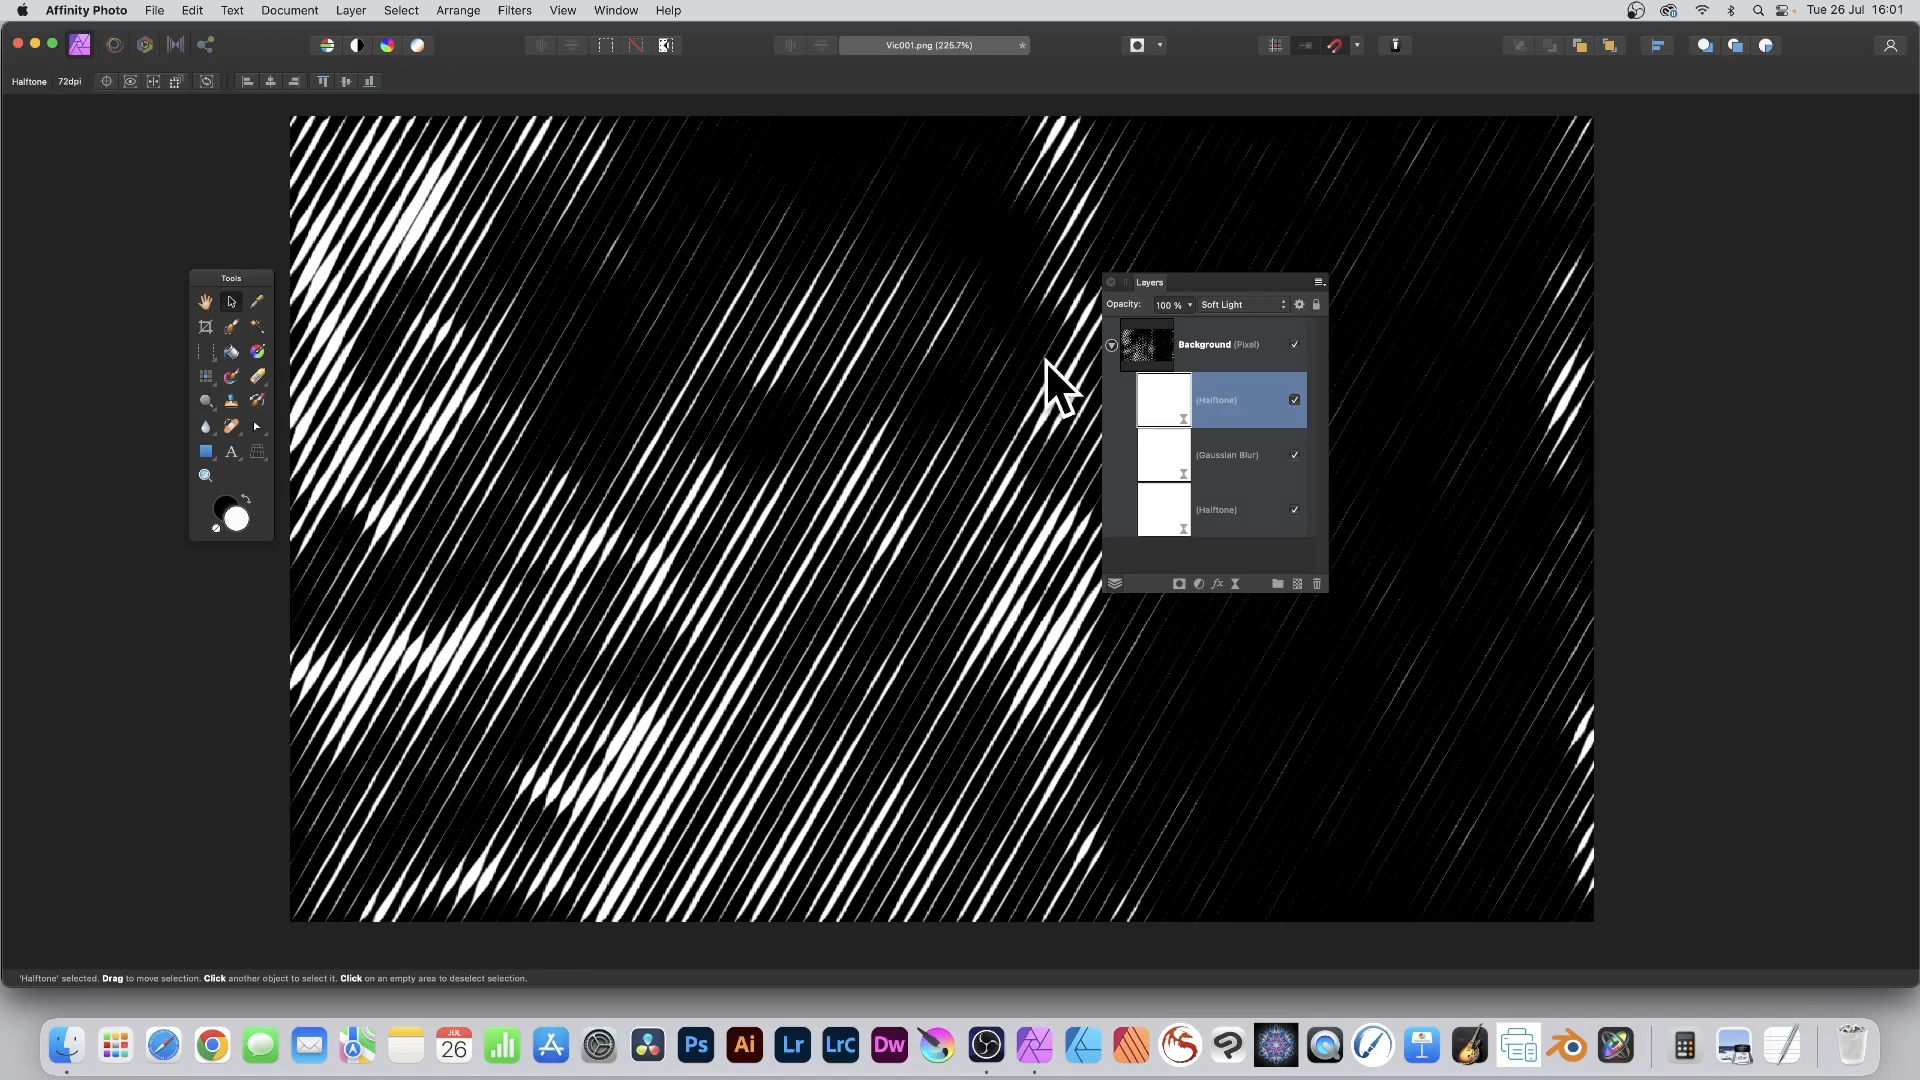 Affinity Photo File Edit Text Document Layer Select Arrange Filters View Window Help Tue 26 Jul 16:01
Vic001.png (225.7%)
Halftone 72dpi
Tools
A
Layers
Opacity: 100 % Soft Light
Background (Pixel)
(Halftone)
(Gaussian Blur)
(Halftone)
fx
'Halftone' selected. Drag to move selection. Click another object to select it. Click on an empty area to deselect selection.
JUL
26
Ps Ai Lr LrC Dw